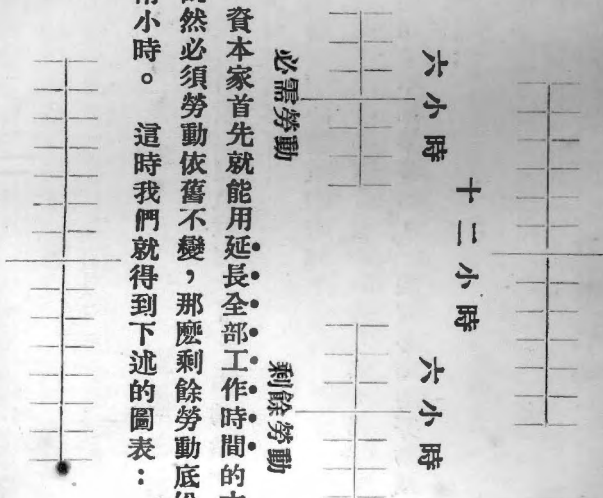 十二小時
六小時
六小時
必需勞動
剩餘勞動
資本家首先就能用延長全部工作時間的
然必須勞動依舊不變，那麽剩餘勞動底
小時。 這時我們就得到下述的圖表：